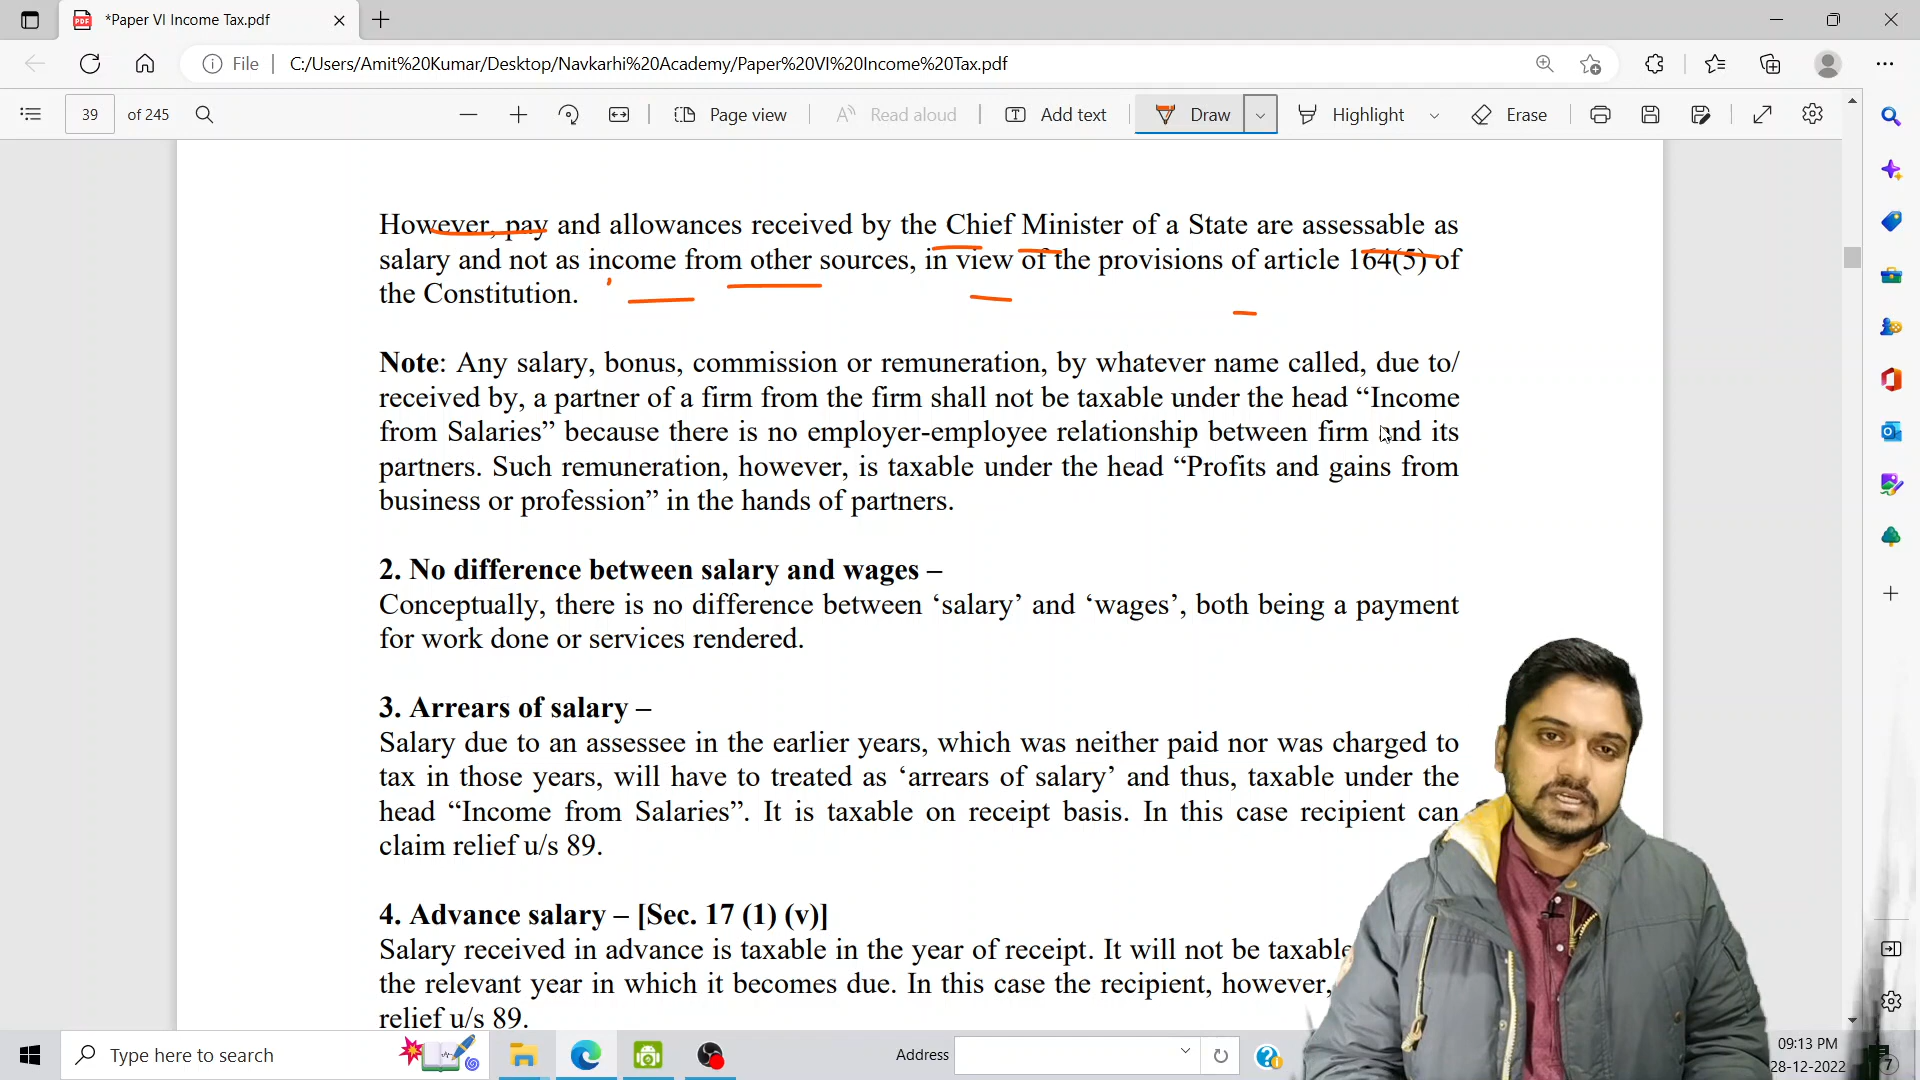 *Paper VI Income Tax.pdf
File
C:/Users/Amit%20Kumar/Desktop/Navkarhi%20Academy/Paper%20VI%20Income%20Tax.pdf
39 of 245
Page view
Read aloud
Add text
Draw
Highlight
Erase
However, pay and allowances received by the Chief Minister of a State are assessable as
salary and not as income from other sources, in view of the provisions of article 164(5) of
the Constitution.
Note: Any salary, bonus, commission or remuneration, by whatever name called, due to/
received by, a partner of a firm from the firm shall not be taxable under the head “Income
from Salaries” because there is no employer-employee relationship between firm and its
partners. Such remuneration, however, is taxable under the head “Profits and gains from
business or profession” in the hands of partners.
2. No difference between salary and wages –
Conceptually, there is no difference between ‘salary’ and ‘wages’, both being a payment
for work done or services rendered.
3. Arrears of salary –
Salary due to an assessee in the earlier years, which was neither paid nor was charged to
tax in those years, will have to treated as ‘arrears of salary’ and thus, taxable under the
head “Income from Salaries”. It is taxable on receipt basis. In this case recipient can
claim relief u/s 89.
4. Advance salary – [Sec. 17 (1) (v)]
Salary received in advance is taxable in the year of receipt. It will not be taxable
the relevant year in which it becomes due. In this case the recipient, however,
relief u/s 89.
Type here to search
Address
09:13 PM
28-12-2022
7